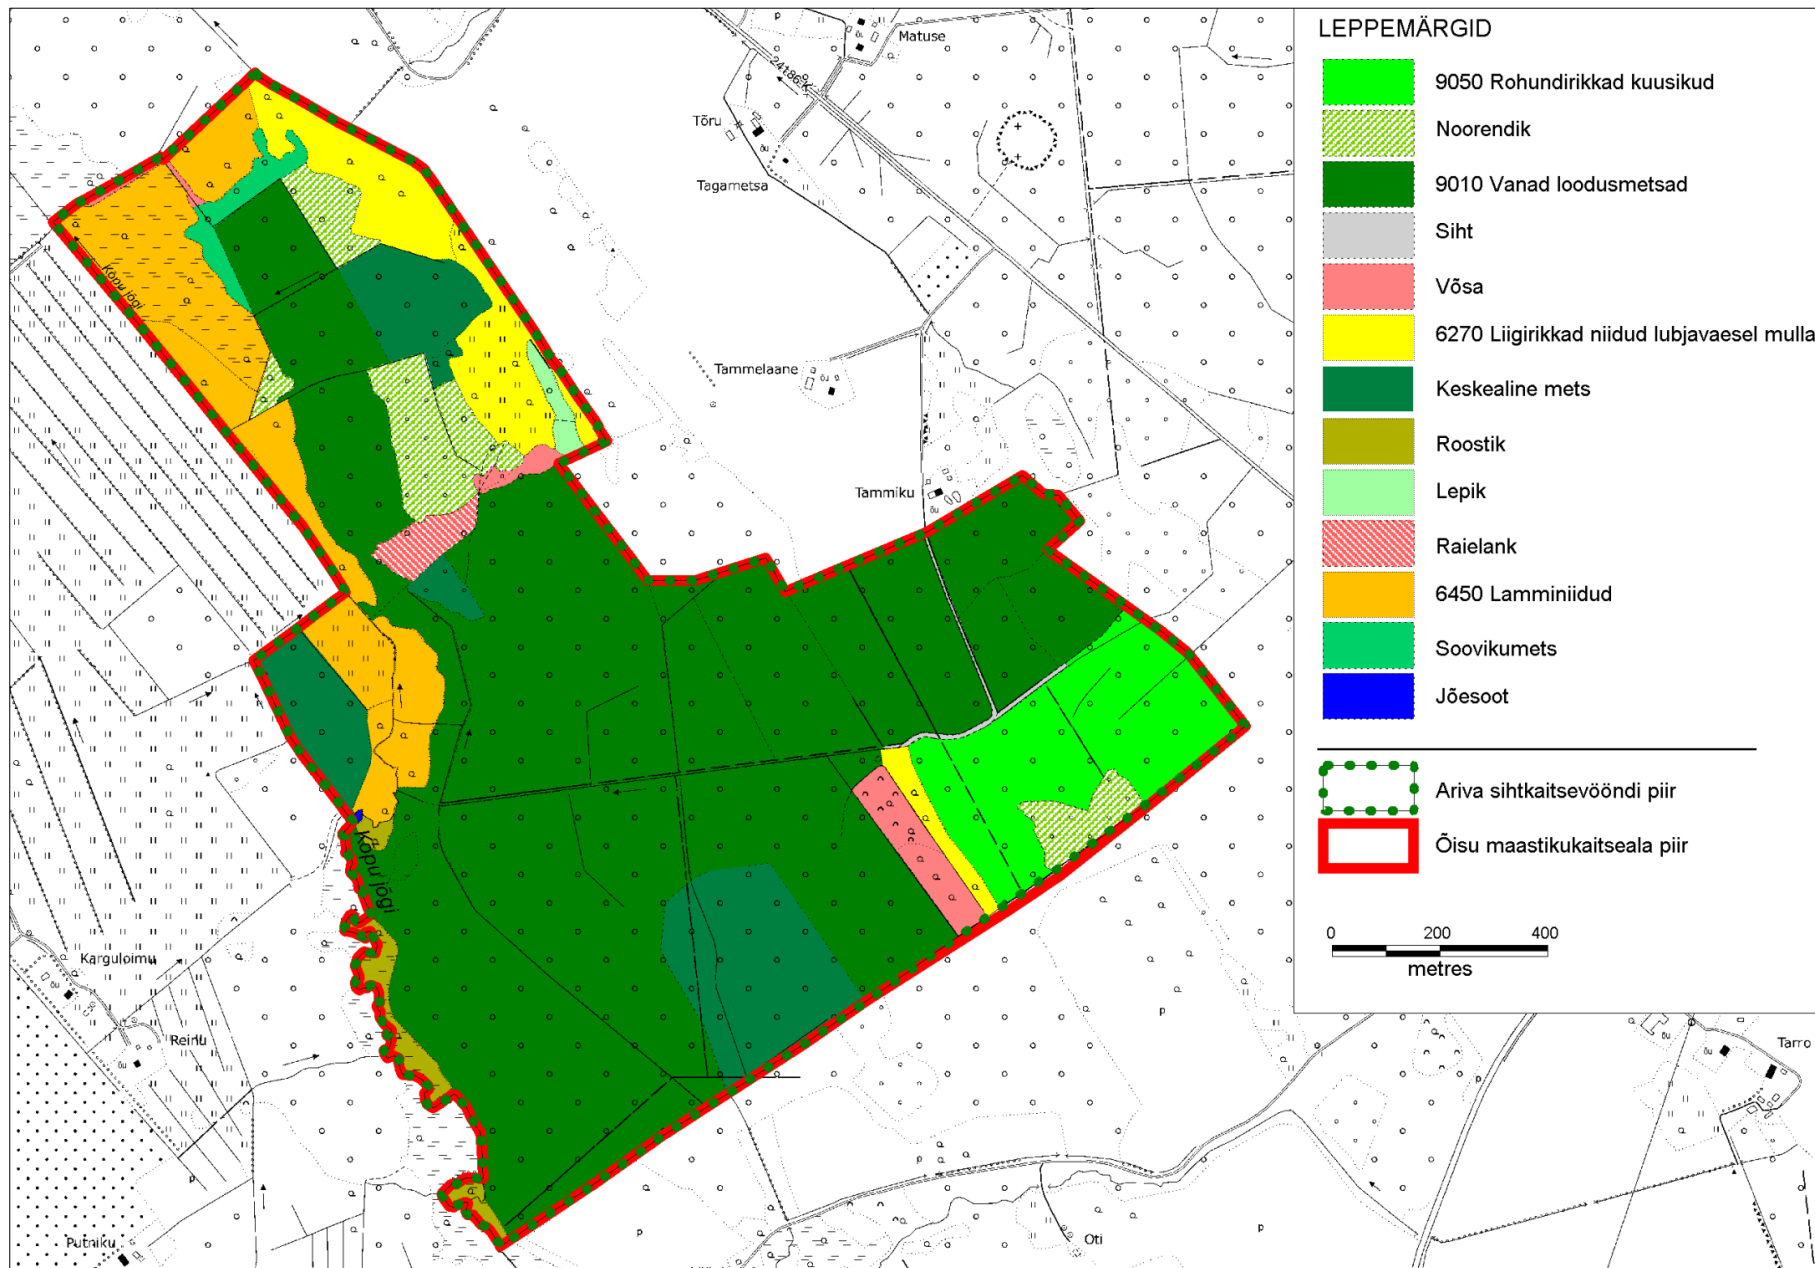 LEPPEMÄRGID
9050 Rohundirikkad kuusikud
Noorendik
9010 Vanad loodusmetsad
Siht
Võsa
6270 Liigirikkad niidud lubjavaesel mulla
Keskealine mets
Roostik
Lepik
Raielank
6450 Lamminiidud
Soovikumets
Jõesoot
Ariva sihtkaitsevööndi piir
Õisu maastikukaitseala piir
0 200 400
metres
Matuse
24186
Tõru
Tagametsa
Tammelaane
Tammiku
Kõpu jõgi
Kõpu jõgi
Karguloimu
Reinu
Putniku
Oti
Tarro